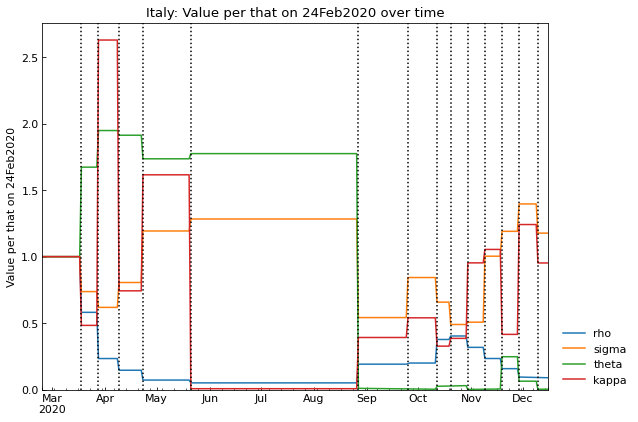 Italy: Value per that on 24Feb2020 over time
Value per that on 24Feb2020
2.5
2.0
1.5
1.0
0.5
0.0
Mar Apr May Jun Jul Aug Sep Oct Nov Dec
2020
rho
sigma
theta
kappa